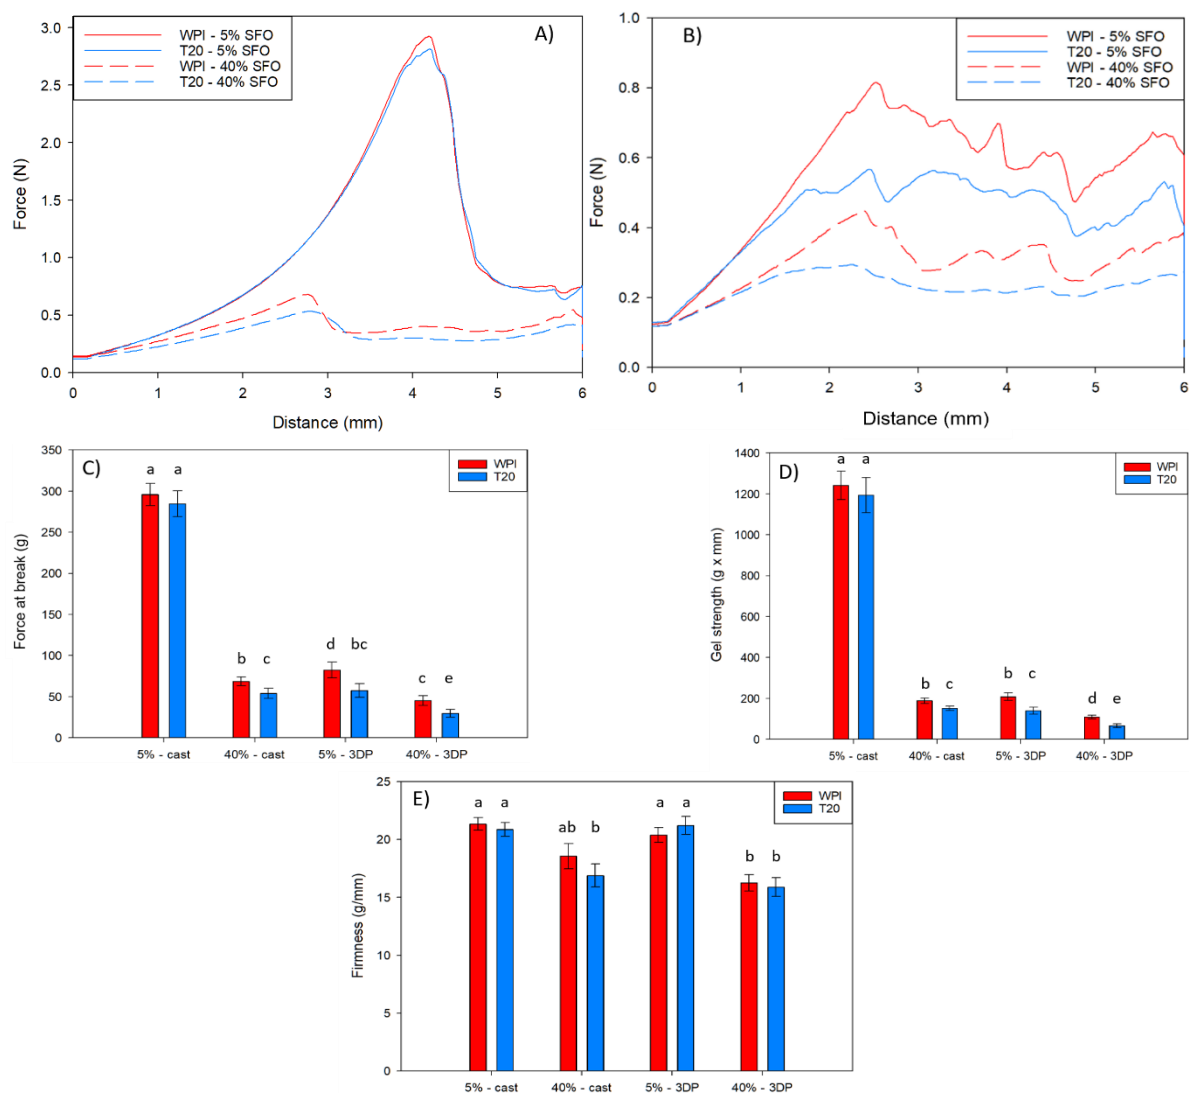 A)
WPI - 5% SFO
T20 - 5% SFO
WPI - 40% SFO
T20 - 40% SFO
3.0
2.5
2.0
1.5
1.0
0.5
0.0
Force (N)
0 1 2 3 4 5 6
Distance (mm)
B)
WPI - 5% SFO
T20 - 5% SFO
WPI - 40% SFO
T20 - 40% SFO
1.0
0.8
0.6
0.4
0.2
0.0
Force (N)
0 1 2 3 4 5 6
Distance (mm)
C)
WPI
T20
350
300
250
200
150
100
50
0
Force at break (g)
a a b c d bc c e
5% - cast 40% - cast 5% - 3DP 40% - 3DP
D)
WPI
T20
1400
1200
1000
800
600
400
200
0
Gel strength (g x mm)
a a b c b c d e
5% - cast 40% - cast 5% - 3DP 40% - 3DP
E)
WPI
T20
25
20
15
10
5
0
Firmness (g/mm)
a a ab b a a b b
5% - cast 40% - cast 5% - 3DP 40% - 3DP